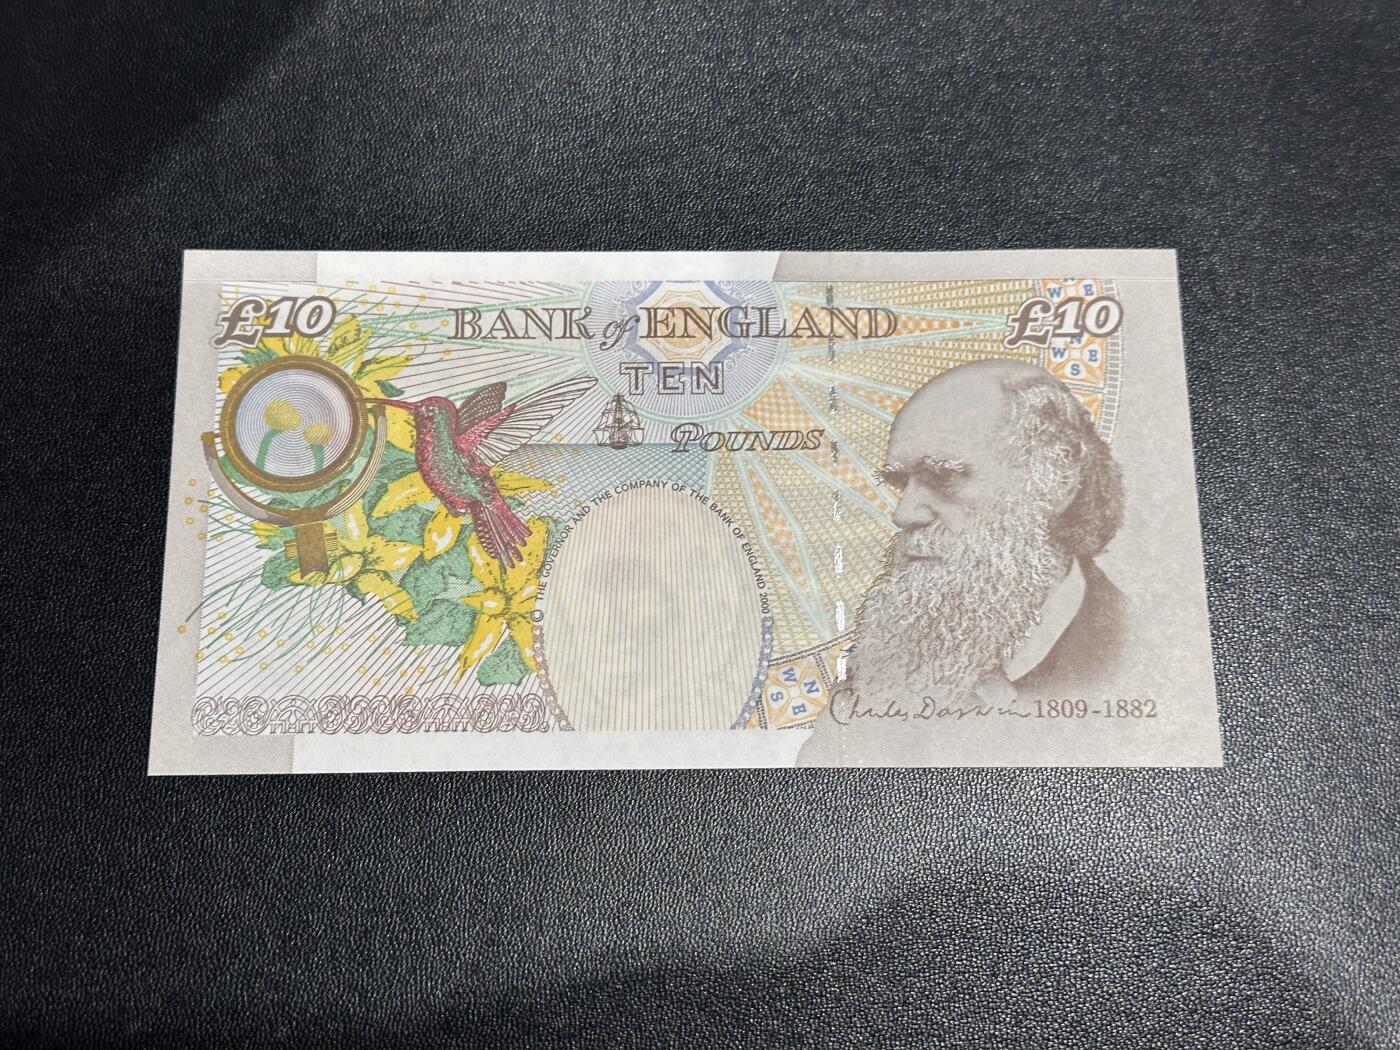 £10
BANK of ENGLAND
£10
TEN
POUNDS
© THE GOVERNOR AND THE COMPANY OF THE BANK OF ENGLAND 2000
W E
N
W E
S
N
W E
S
Charles Darwin 1809-1882